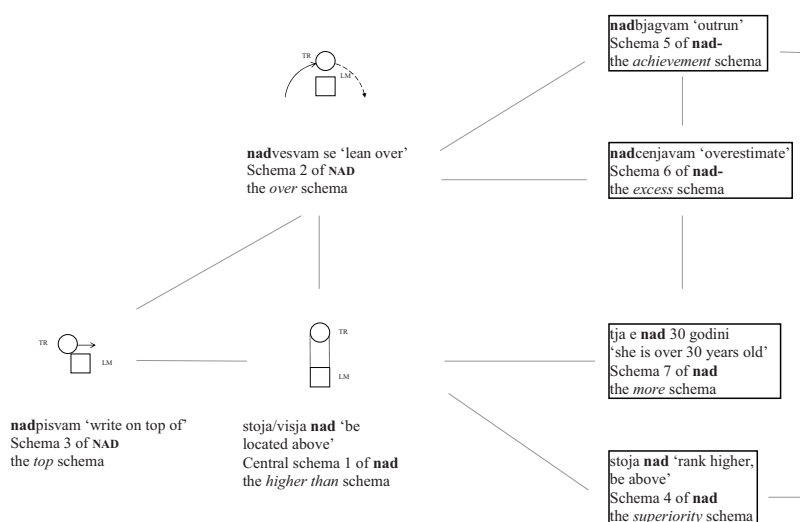 nadbjagvam ‘outrun’
Schema 5 of nad-
the achievement schema
TR
LM
nadvesvam se ‘lean over’
Schema 2 of NAD
the over schema
nadcenjavam ‘overestimate’
Schema 6 of nad-
the excess schema
TR
LM
TR
LM
tja e nad 30 godini
‘she is over 30 years old’
Schema 7 of nad
the more schema
nadpisvam ‘write on top of’
Schema 3 of NAD
the top schema
stoja/visja nad ‘be
located above’
Central schema 1 of nad
the higher than schema
stoja nad ‘rank higher,
be above’
Schema 4 of nad
the superiority schema